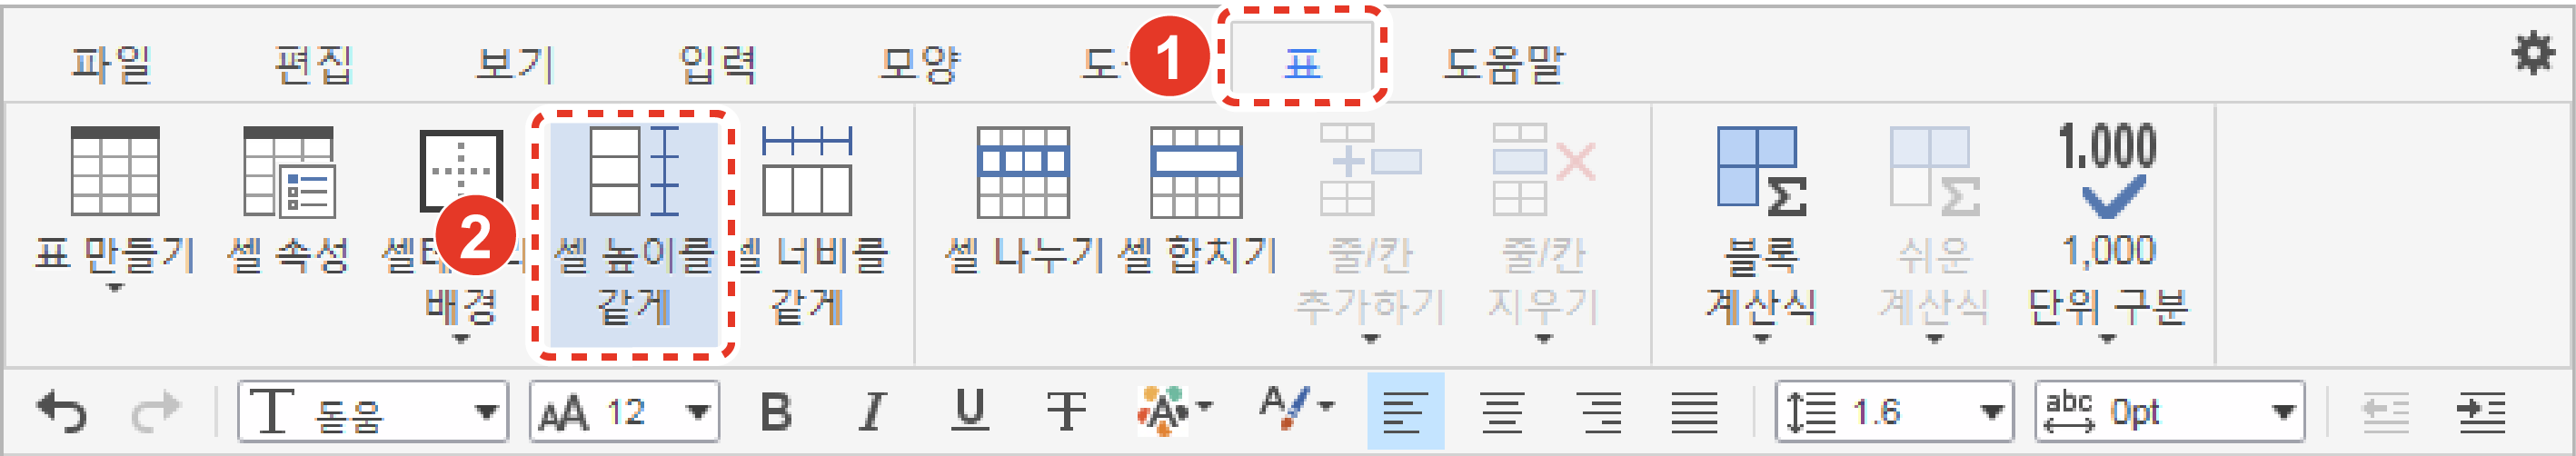 파일 편집 보기 입력 모양 도 1 표 도움말
표 만들기 셀 속성 셀테 2 셀 높이를 셀 너비를 셀 나누기 셀 합치기 줄/칸 줄/칸 블록 쉬운 1.000 1,000
배경 같게 같게 추가하기 지우기 계산식 계산식 단위 구분
돋움 12 B I U T A A 1.6 abc 0pt